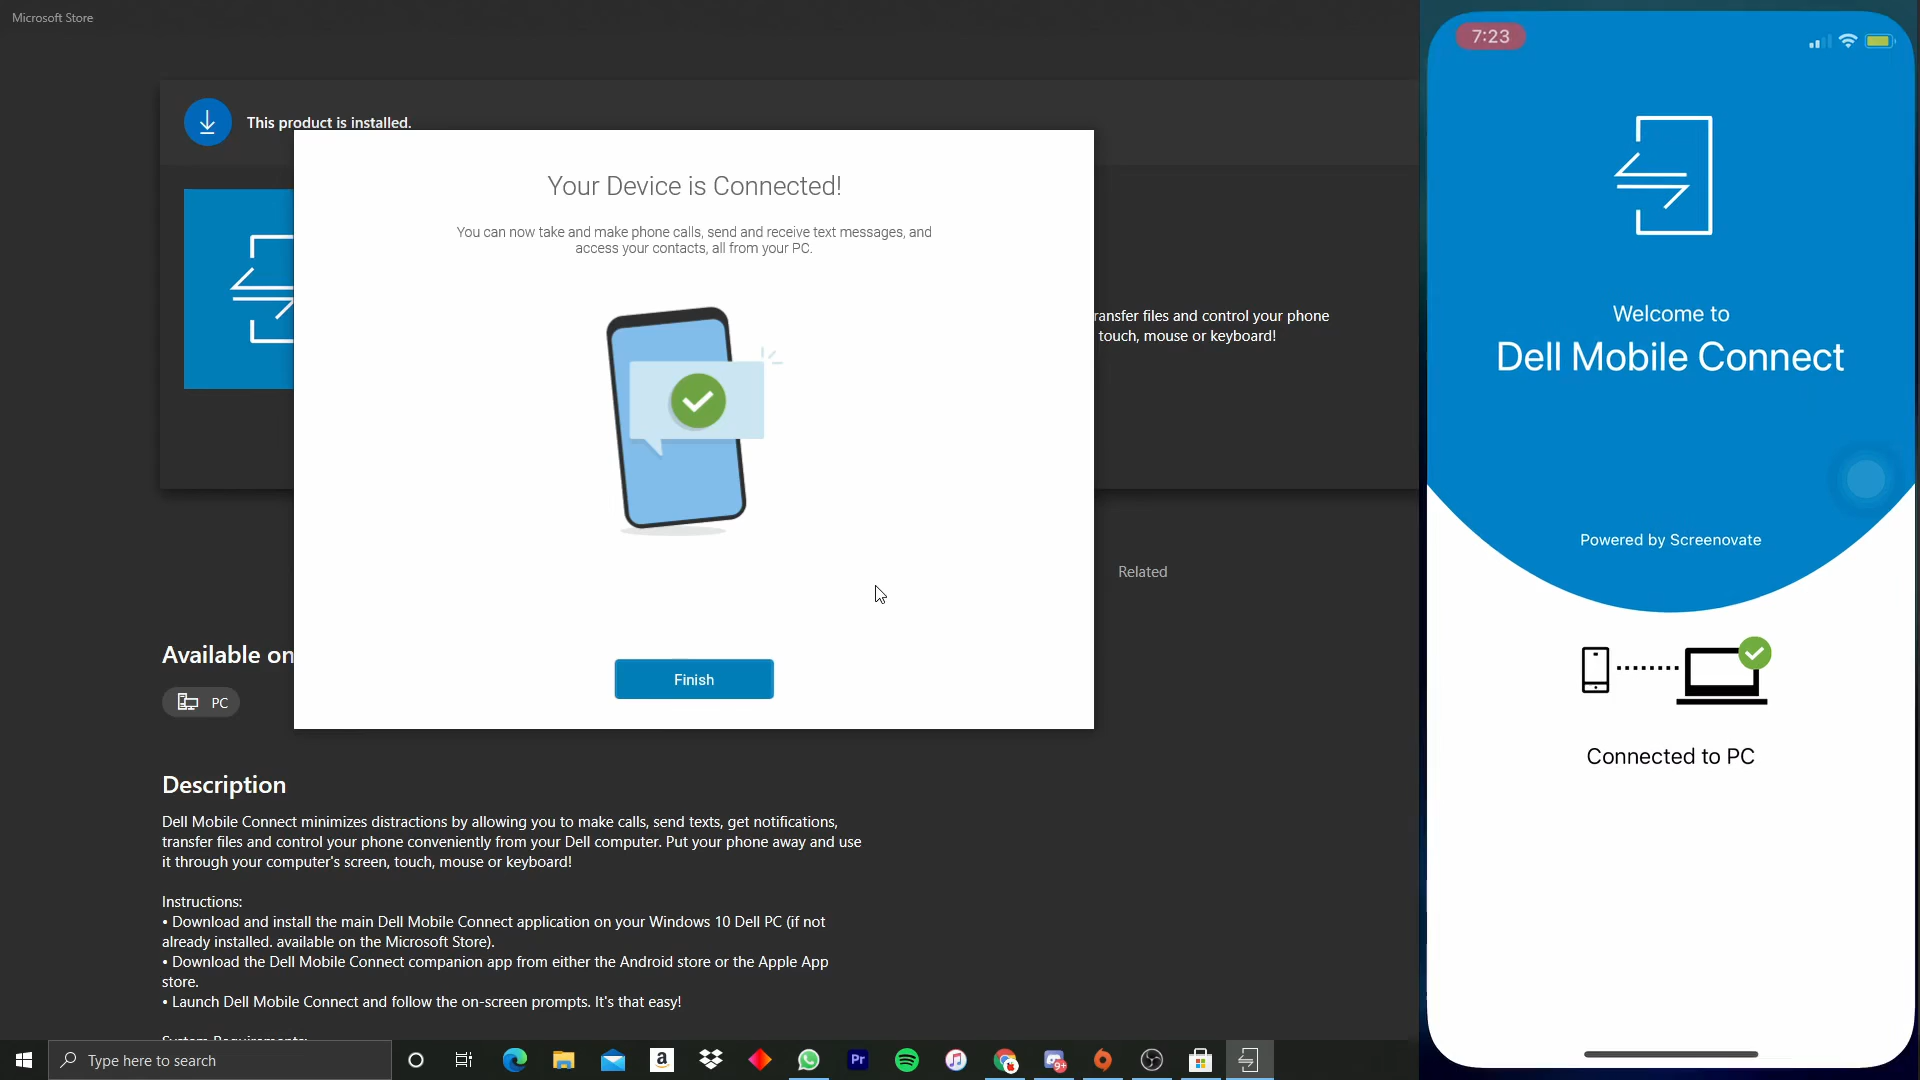 Microsoft Store
This product is installed.
Your Device is Connected!
You can now take and make phone calls, send and receive text messages, and
access your contacts, all from your PC.
ransfer files and control your phone
touch, mouse or keyboard!
Related
Finish
Available on
PC
Description
Dell Mobile Connect minimizes distractions by allowing you to make calls, send texts, get notifications,
transfer files and control your phone conveniently from your Dell computer. Put your phone away and use
it through your computer's screen, touch, mouse or keyboard!
Instructions:
• Download and install the main Dell Mobile Connect application on your Windows 10 Dell PC (if not
already installed. available on the Microsoft Store).
• Download the Dell Mobile Connect companion app from either the Android store or the Apple App
store.
• Launch Dell Mobile Connect and follow the on-screen prompts. It's that easy!
System Requirements:
Type here to search
a
Pr
9+
7:23
Welcome to
Dell Mobile Connect
Powered by Screenovate
Connected to PC